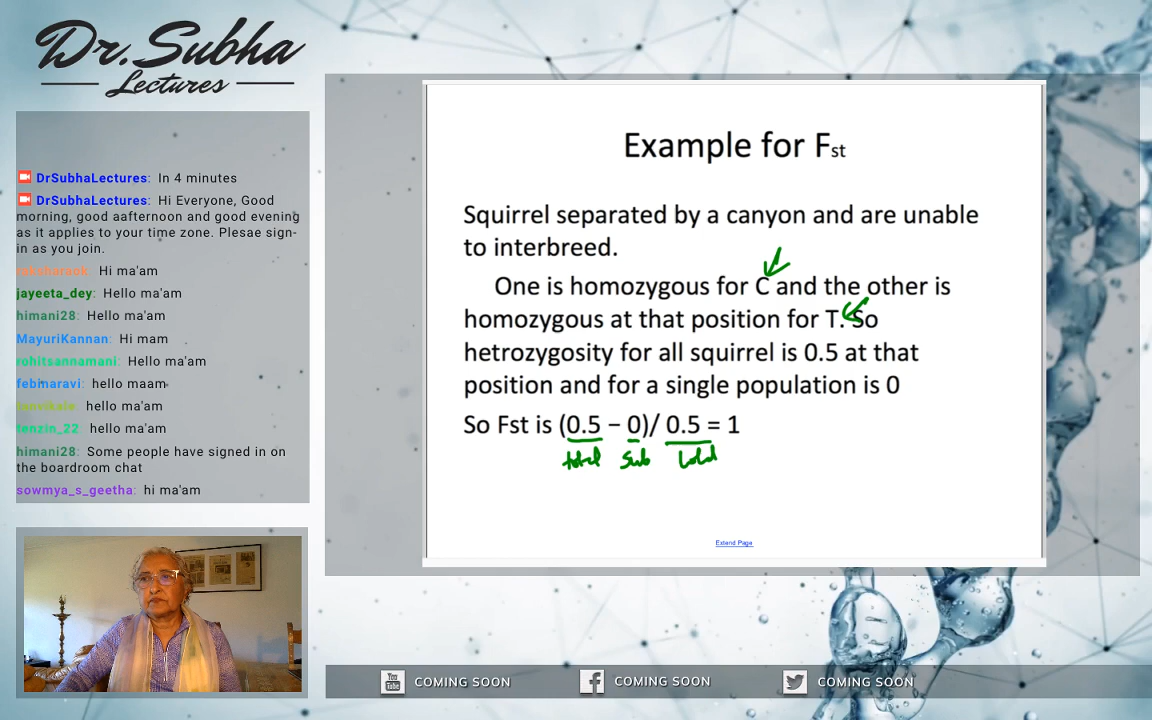 Dr. Subha
Lectures
DrSubhaLectures: In 4 minutes
DrSubhaLectures: Hi Everyone, Good
morning, good aafternoon and good evening
as it applies to your time zone. Plesae sign-
in as you join.
Hi ma'am
jayeeta_dey: Hello ma'am
himani28: Hello ma'am
MayuriKannan: Hi mam
rohitsannamani: Hello ma'am
febinaravi: hello maam
hello ma'am
tenzin_22: hello ma'am
himani28: Some people have signed in on
the boardroom chat
sowmya_s_geetha: hi ma'am
Example for Fst
Squirrel separated by a canyon and are unable
to interbreed.
One is homozygous for C and the other is
homozygous at that position for T. So
hetrozygosity for all squirrel is 0.5 at that
position and for a single population is 0
So Fst is (0.5 – 0)/ 0.5 = 1
total Sub total
Extend Page
You Tube COMING SOON
f COMING SOON
COMING SOON